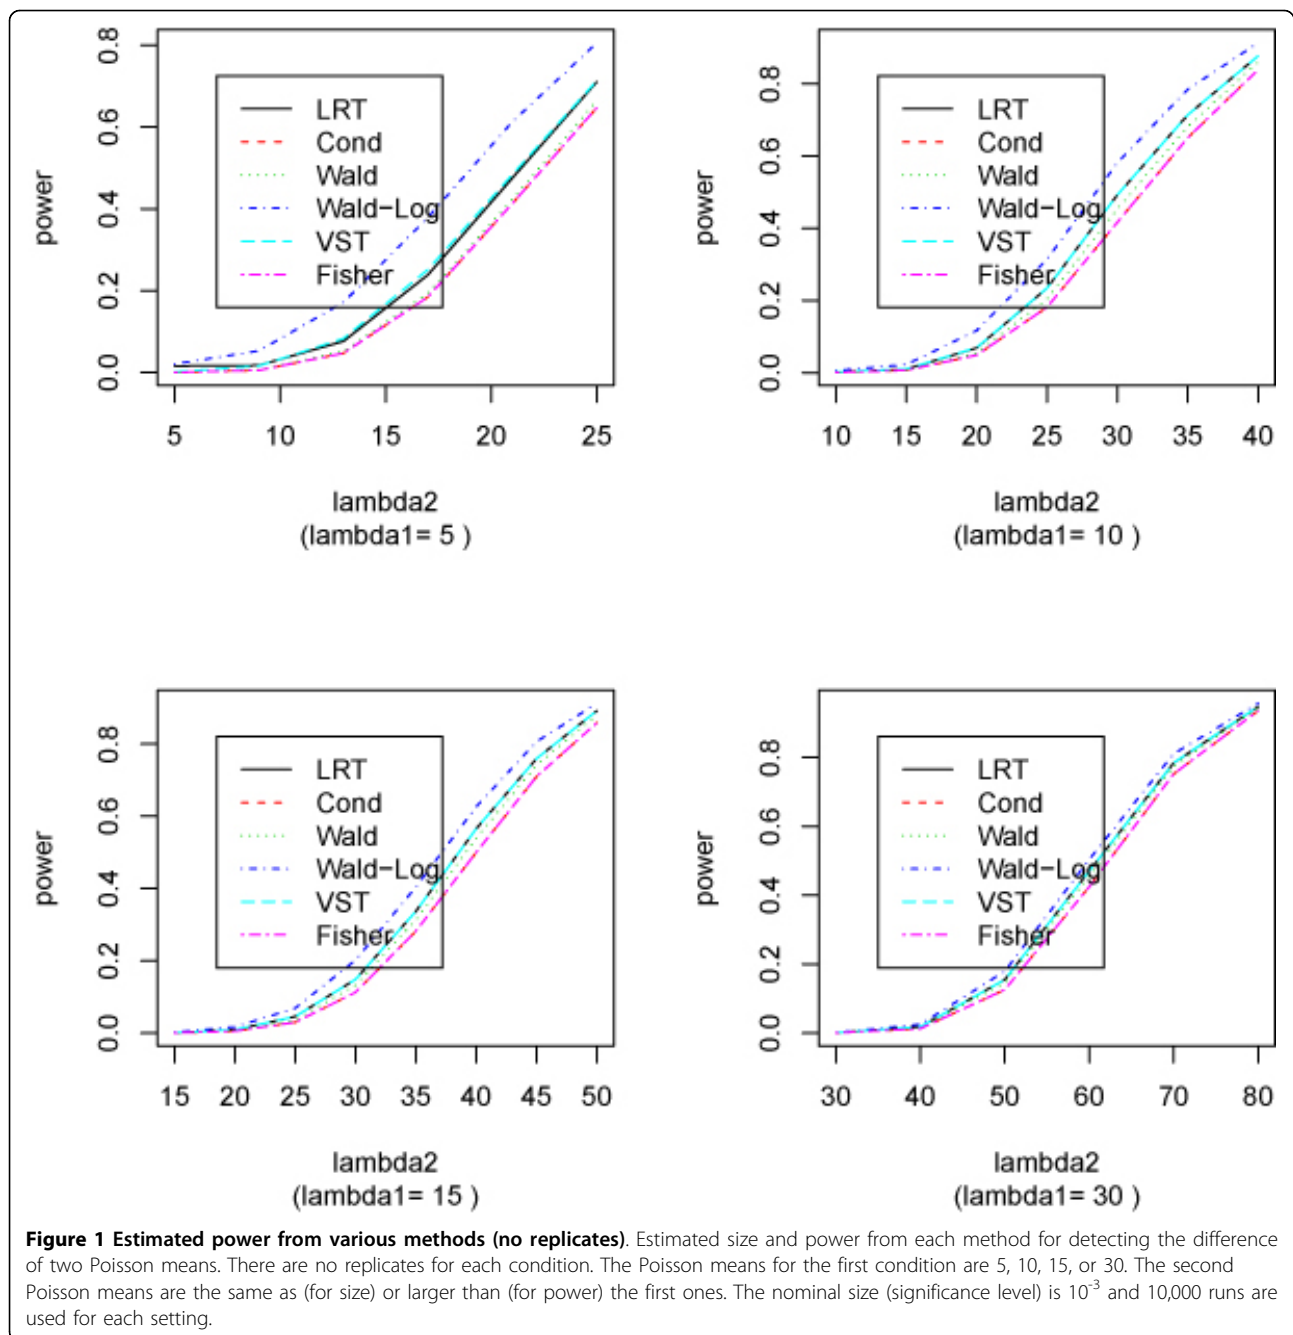 0.8
0.6
0.4
0.2
0.0
power
LRT
Cond
Wald
Wald-Log
VST
Fisher
5 10 15 20 25
lambda2
(lambda1= 5 )
0.8
0.6
0.4
0.2
0.0
power
LRT
Cond
Wald
Wald-Log
VST
Fisher
10 15 20 25 30 35 40
lambda2
(lambda1= 10 )
0.8
0.6
0.4
0.2
0.0
power
LRT
Cond
Wald
Wald-Log
VST
Fisher
15 20 25 30 35 40 45 50
lambda2
(lambda1= 15 )
0.8
0.6
0.4
0.2
0.0
power
LRT
Cond
Wald
Wald-Log
VST
Fisher
30 40 50 60 70 80
lambda2
(lambda1= 30 )
Figure 1 Estimated power from various methods (no replicates). Estimated size and power from each method for detecting the difference
of two Poisson means. There are no replicates for each condition. The Poisson means for the first condition are 5, 10, 15, or 30. The second
Poisson means are the same as (for size) or larger than (for power) the first ones. The nominal size (significance level) is 10⁻³ and 10,000 runs are
used for each setting.